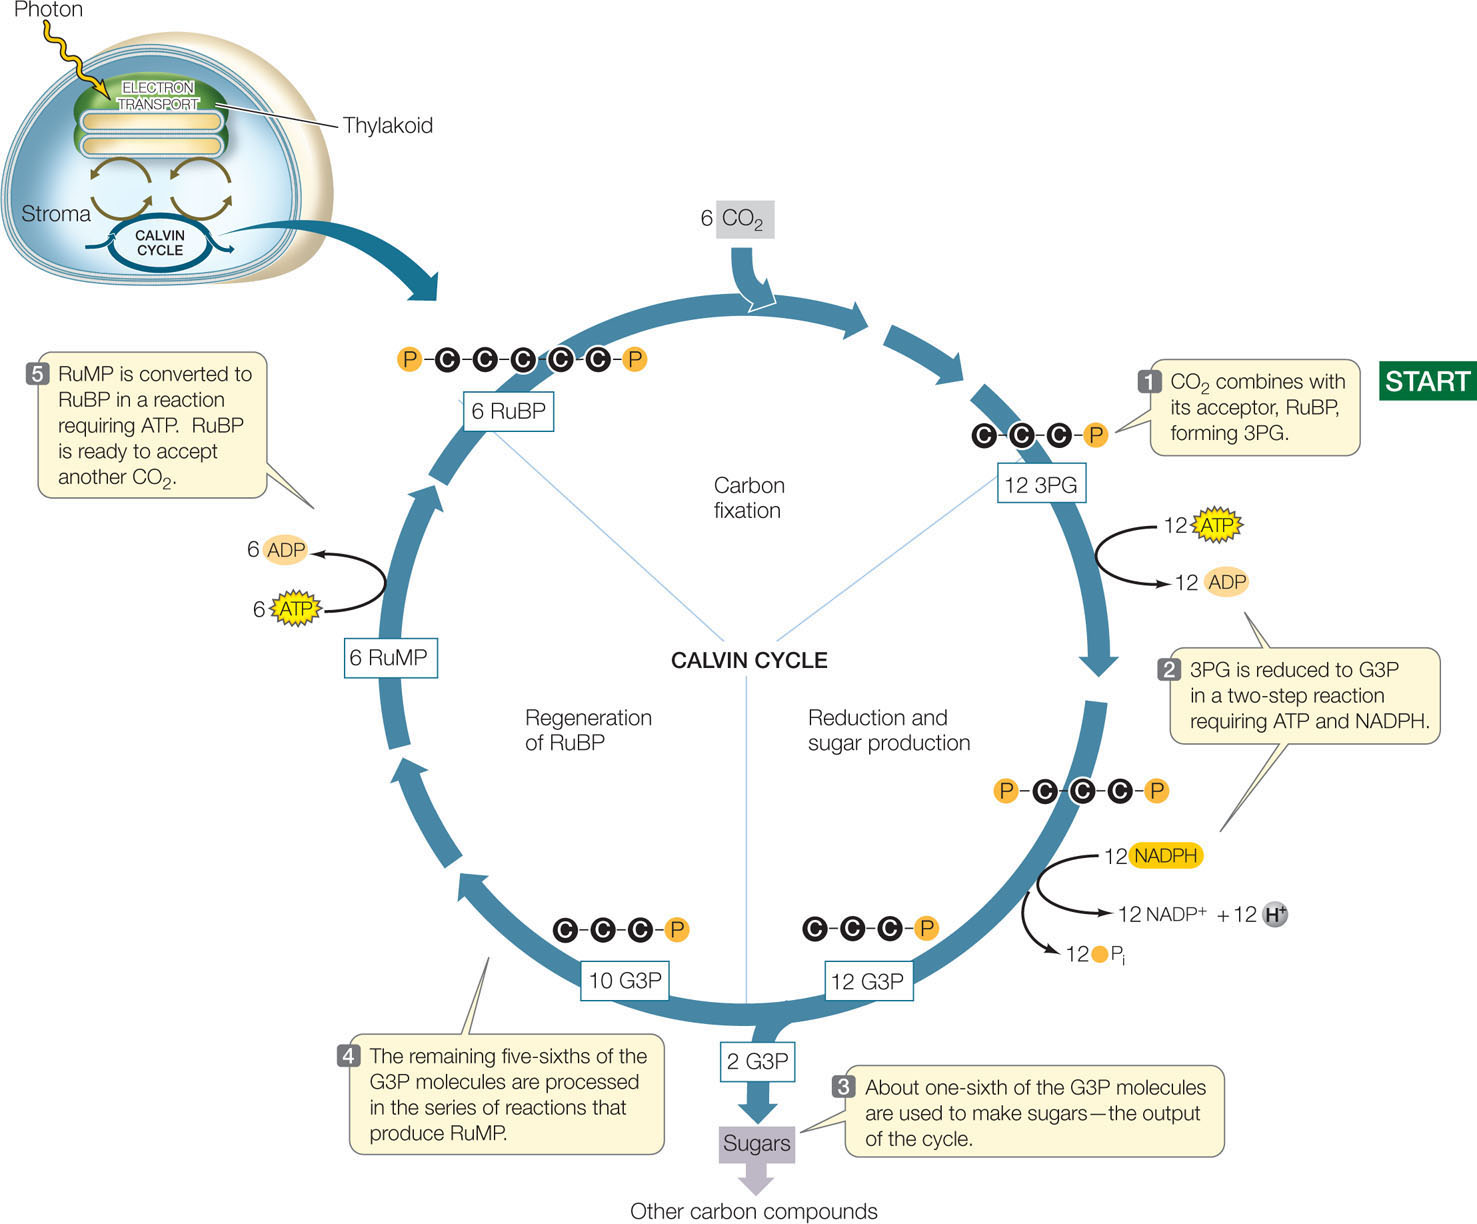 Photon
ELECTRON
TRANSPORT
Thylakoid
Stroma
CALVIN
CYCLE
6 CO₂
P-C-C-C-C-C-P
6 RuBP
5 RuMP is converted to
RuBP in a reaction
requiring ATP. RuBP
is ready to accept
another CO₂.
1 CO₂ combines with
its acceptor, RuBP,
forming 3PG.
START
C-C-C-P
12 3PG
Carbon
fixation
12 ATP
12 ADP
6 ADP
6 ATP
6 RuMP
CALVIN CYCLE
2 3PG is reduced to G3P
in a two-step reaction
requiring ATP and NADPH.
Regeneration
of RuBP
Reduction and
sugar production
P-C-C-C-P
12 NADPH
12 NADP⁺ + 12 H⁺
12 Pi
C-C-C-P
10 G3P
C-C-C-P
12 G3P
4 The remaining five-sixths of the
G3P molecules are processed
in the series of reactions that
produce RuMP.
2 G3P
3 About one-sixth of the G3P molecules
are used to make sugars—the output
of the cycle.
Sugars
Other carbon compounds